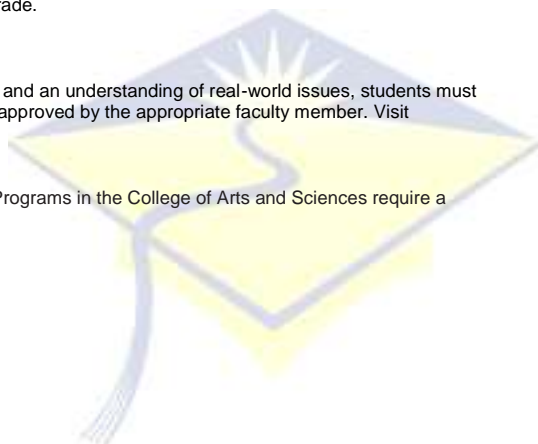 rade.
and an understanding of real-world issues, students must
approved by the appropriate faculty member. Visit
Programs in the College of Arts and Sciences require a